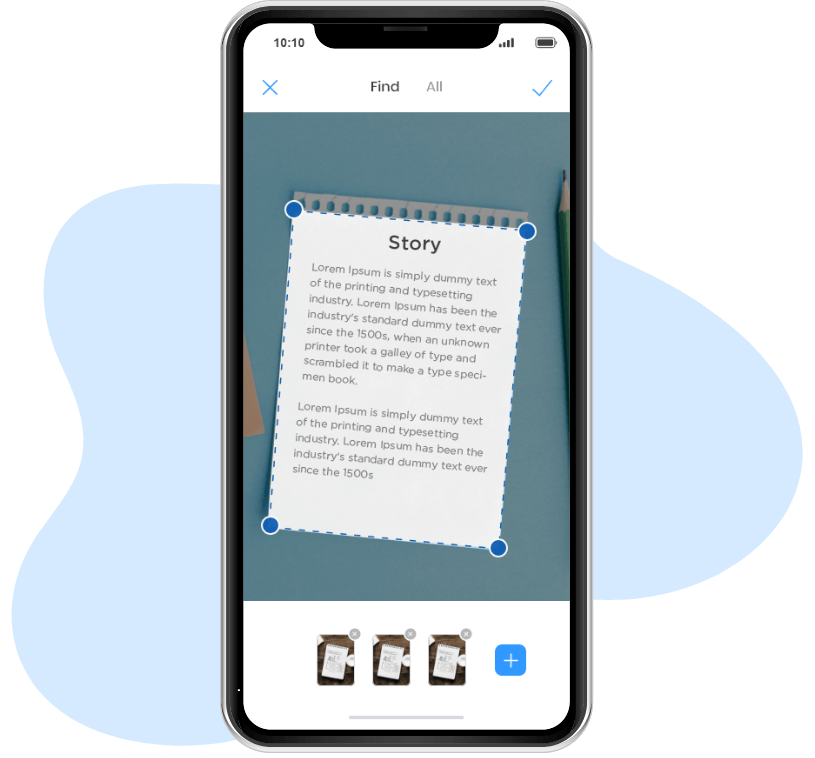 10:10
Find All
Story
Lorem Ipsum is simply dummy text
of the printing and typesetting
industry. Lorem Ipsum has been the
industry's standard dummy text ever
since the 1500s, when an unknown
printer took a galley of type and
scrambled it to make a type speci-
men book.
Lorem Ipsum is simply dummy text
of the printing and typesetting
industry. Lorem Ipsum has been the
industry's standard dummy text ever
since the 1500s